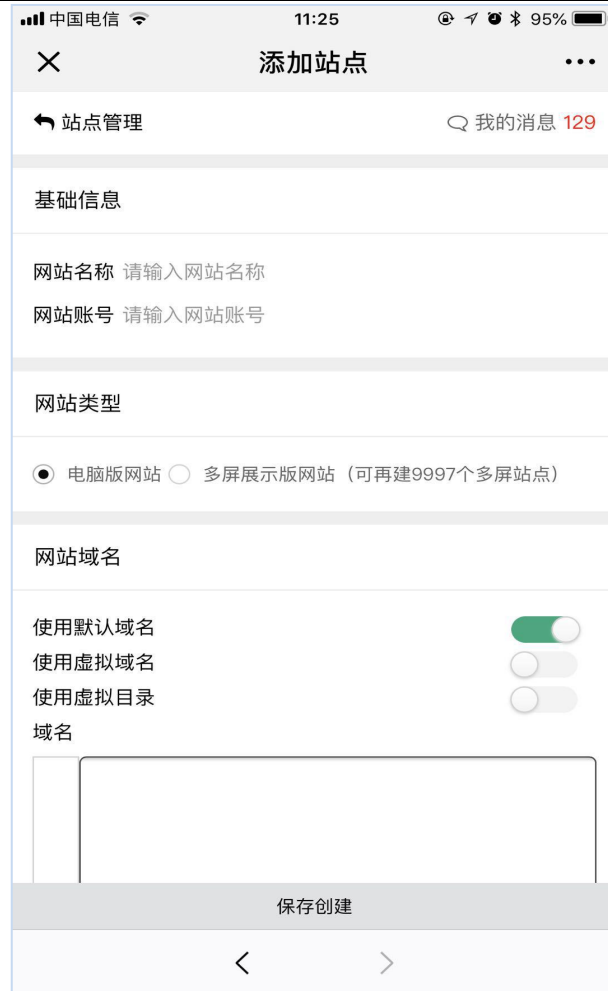 中国电信 11:25 95%
添加站点
站点管理 我的消息 129
基础信息
网站名称 请输入网站名称
网站账号 请输入网站账号
网站类型
电脑版网站 多屏展示版网站（可再建9997个多屏站点）
网站域名
使用默认域名
使用虚拟域名
使用虚拟目录
域名
保存创建